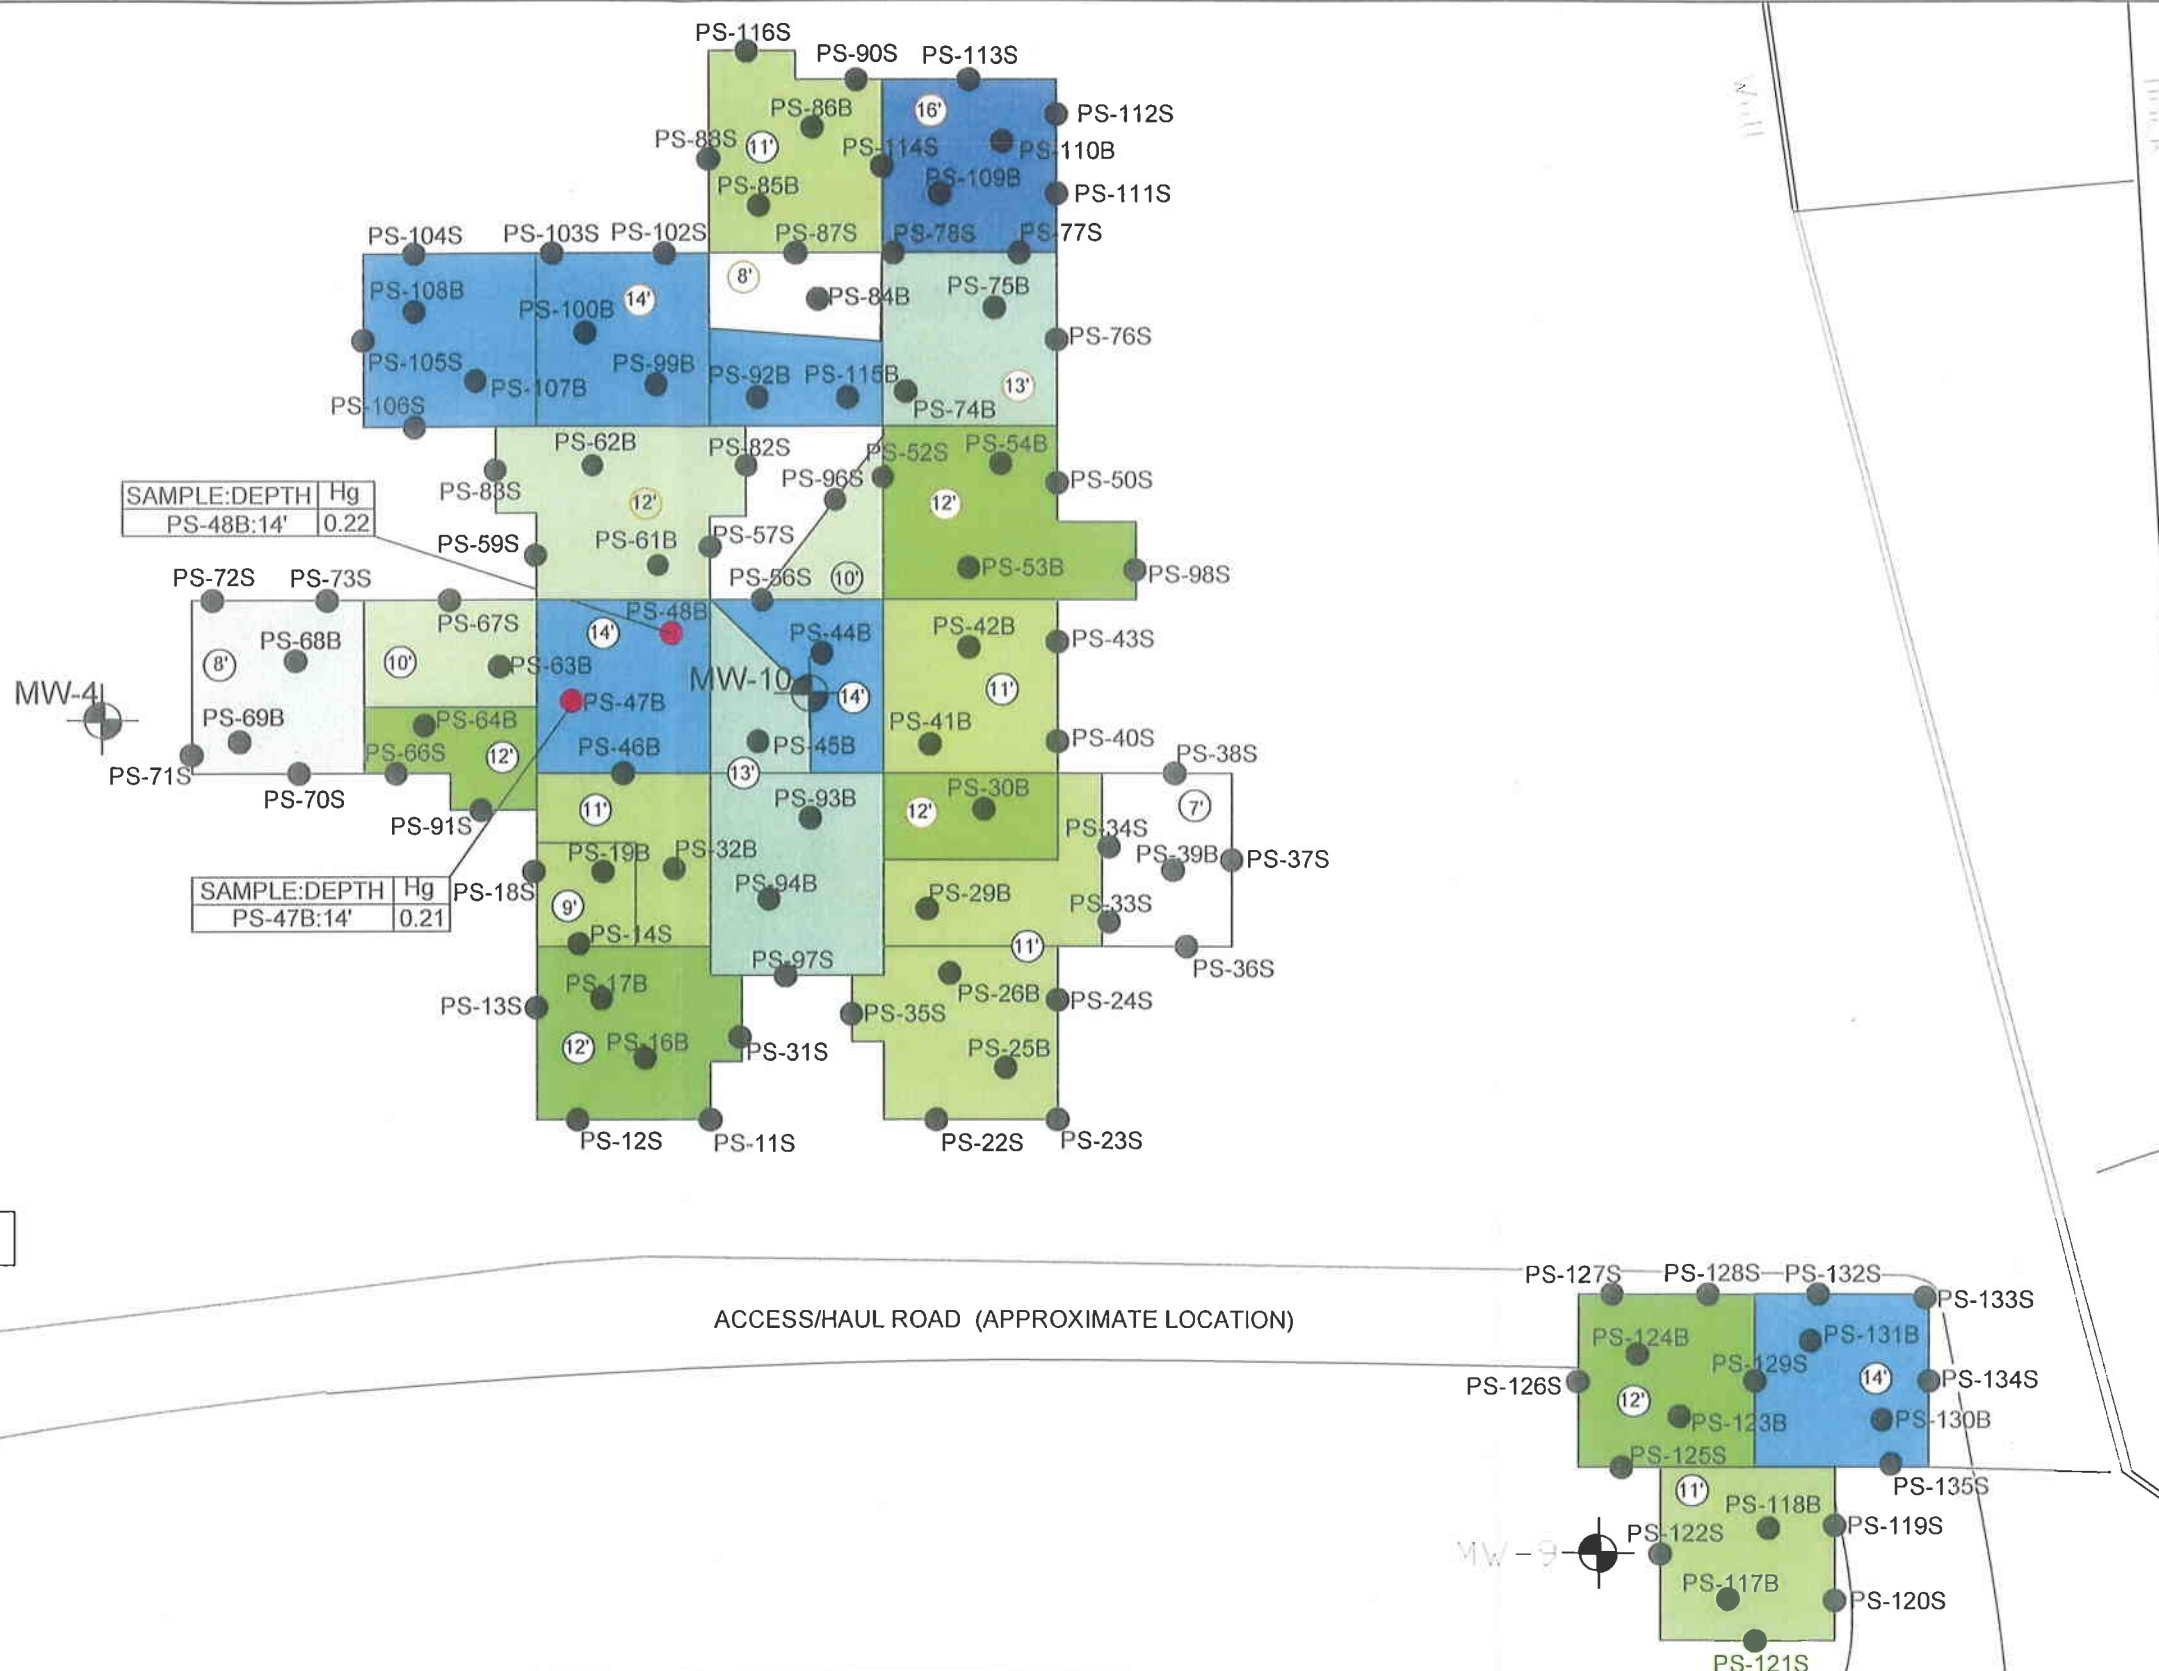 PS-116S
PS-90S PS-113S
PS-86B 16' PS-112S
PS-88S 11' PS-114S PS-110B
PS-85B PS-109B PS-111S
PS-104S PS-103S PS-102S PS-87S PS-78S PS-77S
8'
PS-108B PS-100B 14' PS-84B PS-75B
PS-76S
PS-105S PS-107B PS-99B PS-92B PS-115B 13'
PS-106S PS-74B
PS-62B PS-82S PS-52S PS-54B
PS-83S PS-96S PS-50S
SAMPLE:DEPTH Hg
PS-48B:14' 0.22
12' 12'
PS-59S PS-61B PS-57S
PS-72S PS-73S PS-56S 10' PS-53B PS-98S
PS-67S PS-48B
8' PS-68B 10' PS-63B 14' PS-44B PS-42B PS-43S
MW-4 MW-10 14' 11'
PS-69B PS-64B PS-47B
PS-66S 12' PS-46B PS-45B PS-41B PS-40S
PS-71S PS-70S 13' PS-38S
PS-91S 11' PS-93B 12' PS-30B 7'
PS-34S
PS-19B PS-32B PS-39B PS-37S
SAMPLE:DEPTH Hg
PS-47B:14' 0.21
PS-18S 9' PS-94B PS-29B PS-33S
PS-14S 11'
PS-97S PS-36S
PS-13S PS-17B PS-35S PS-26B PS-24S
12' PS-16B PS-31S PS-25B
PS-12S PS-11S PS-22S PS-23S
Wall
ACCESS/HAUL ROAD (APPROXIMATE LOCATION)
PS-127S PS-128S PS-132S
PS-133S
PS-124B PS-129S PS-131B
PS-126S 12' 14' PS-134S
PS-123B PS-130B
PS-125S
11' PS-135S
PS-118B
MW-9 PS-122S PS-119S
PS-117B PS-120S
PS-121S